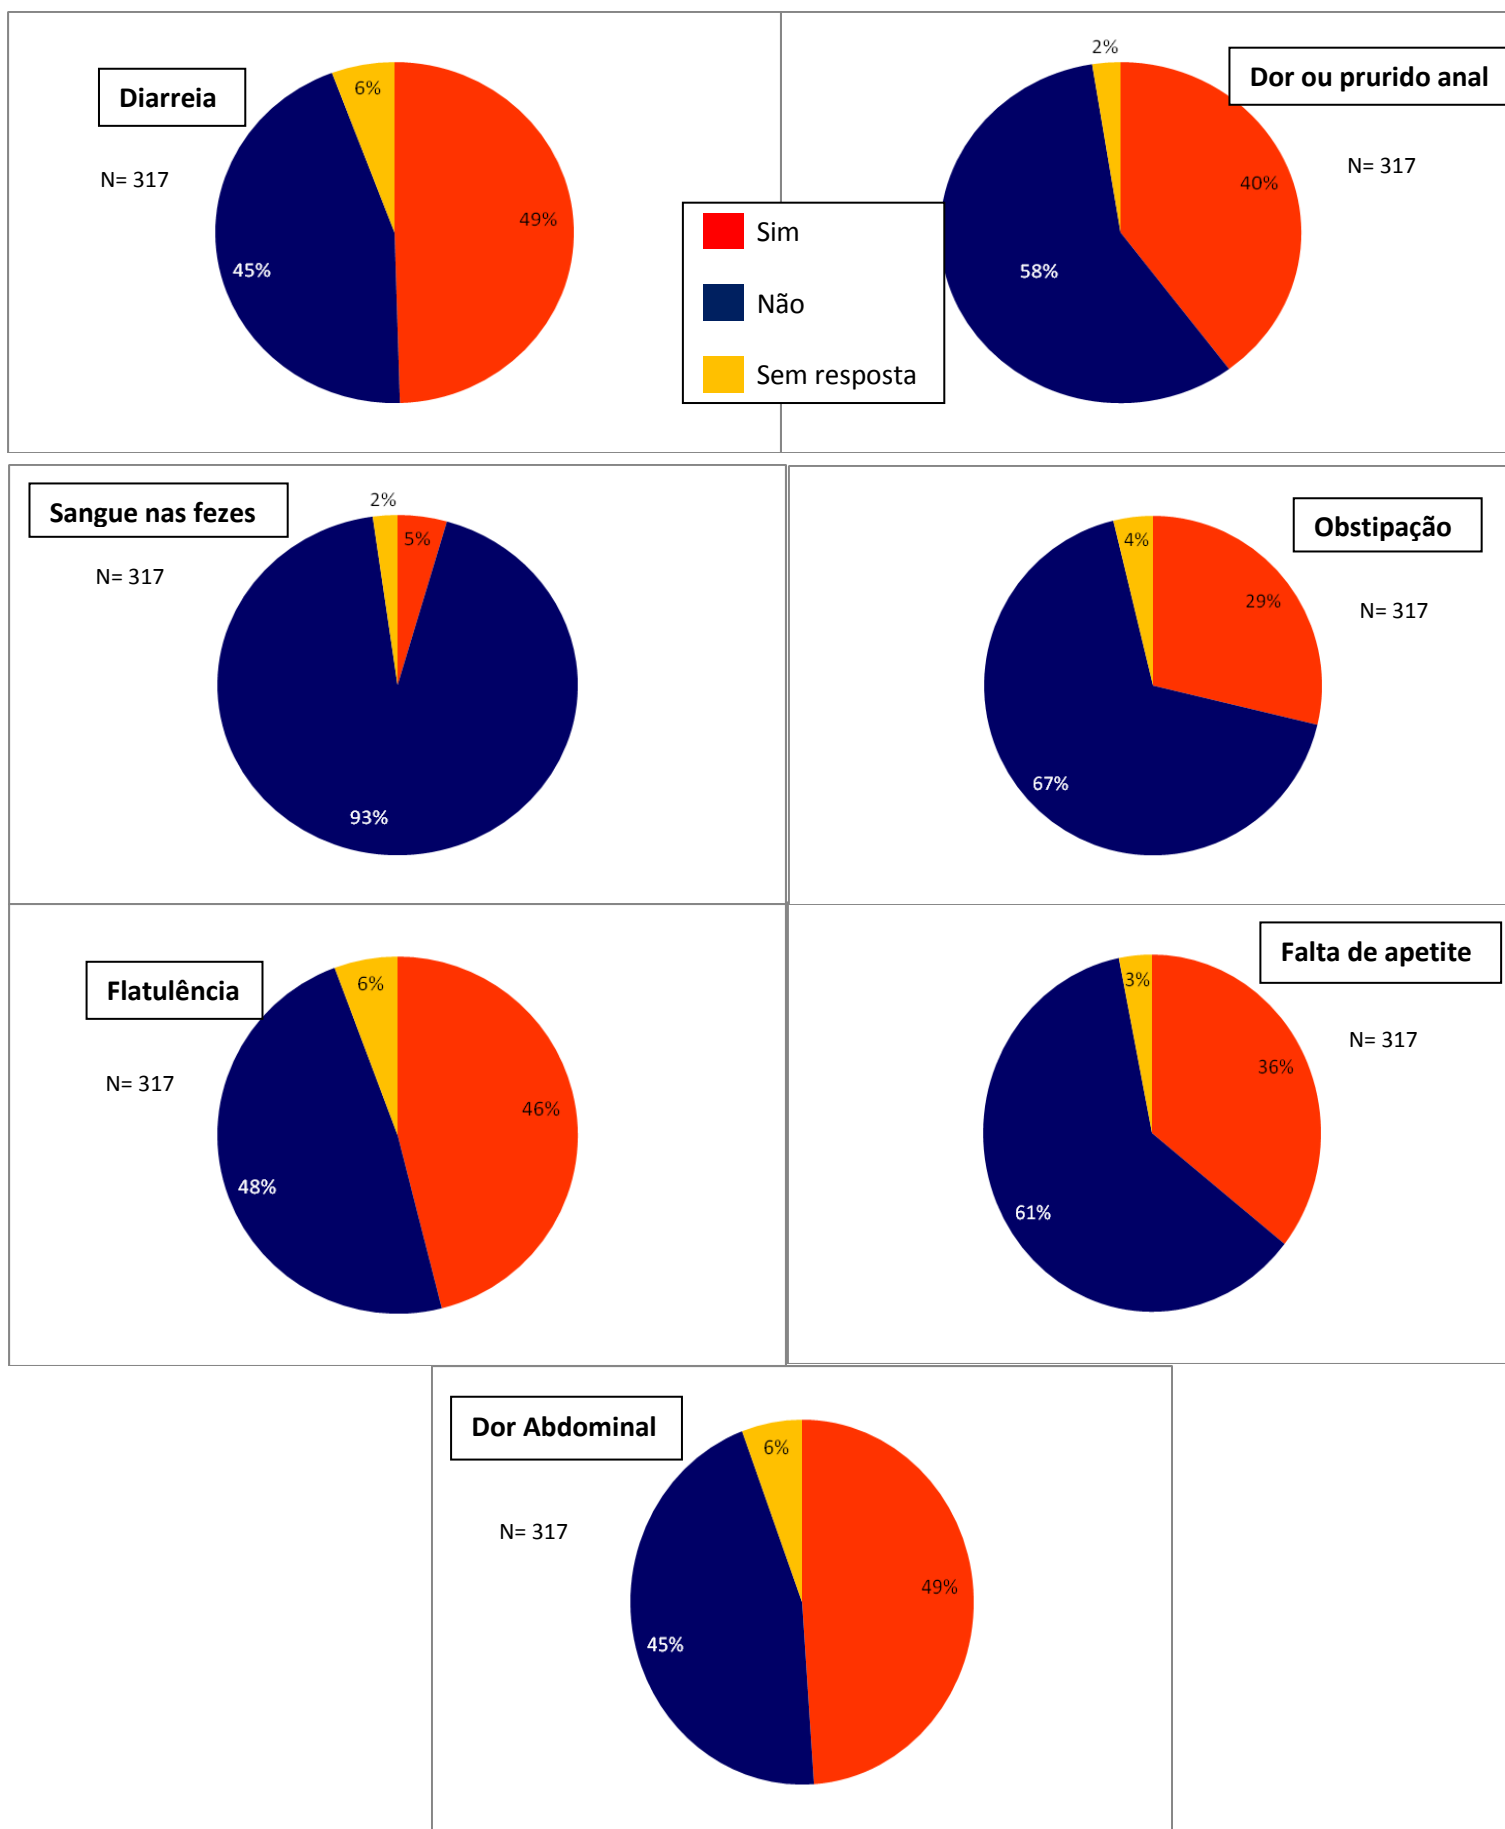 Diarreia
N= 317
6%
49%
45%
Dor ou prurido anal
N= 317
2%
40%
58%
Sim
Não
Sem resposta
Sangue nas fezes
N= 317
2%
5%
93%
Obstipação
N= 317
4%
29%
67%
Flatulência
N= 317
6%
46%
48%
Falta de apetite
N= 317
3%
36%
61%
Dor Abdominal
N= 317
6%
49%
45%